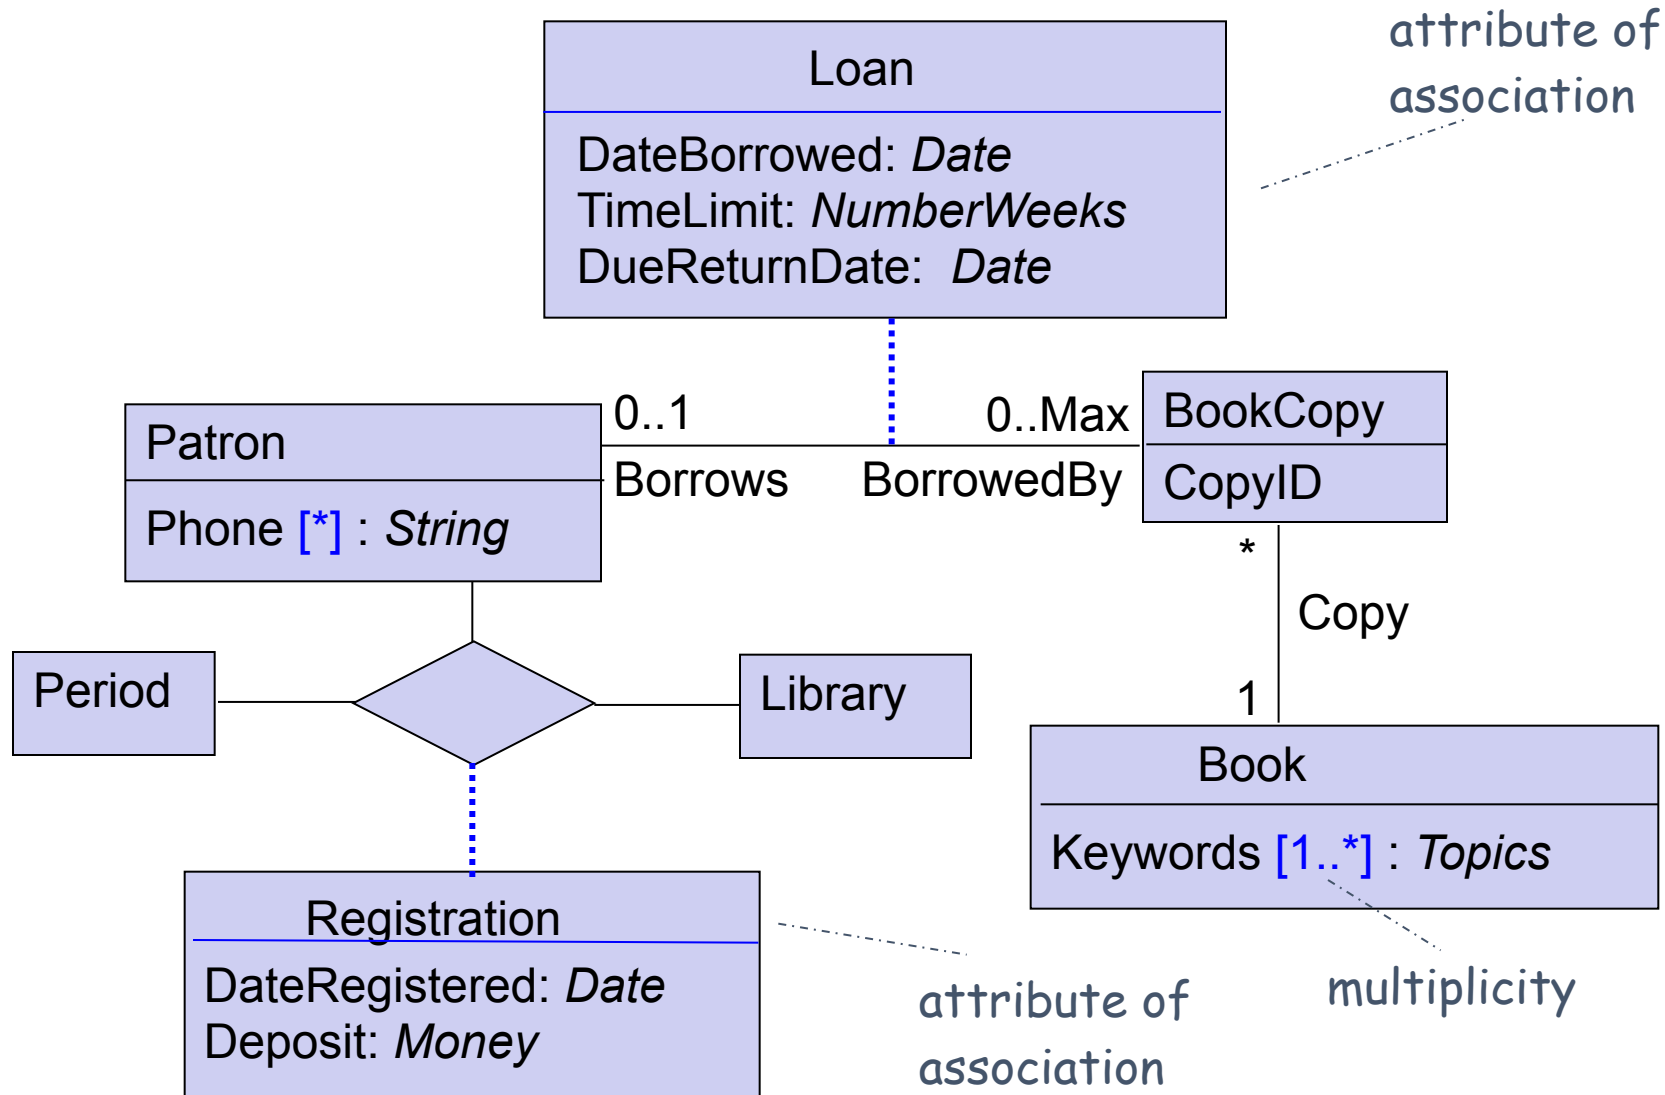 attribute of
association
Loan
DateBorrowed: Date
TimeLimit: NumberWeeks
DueReturnDate: Date
0..1
0..Max
Borrows
BorrowedBy
Patron
Phone [*] : String
BookCopy
CopyID
*
Copy
1
Period
Library
Book
Keywords [1..*] : Topics
Registration
DateRegistered: Date
Deposit: Money
attribute of
association
multiplicity